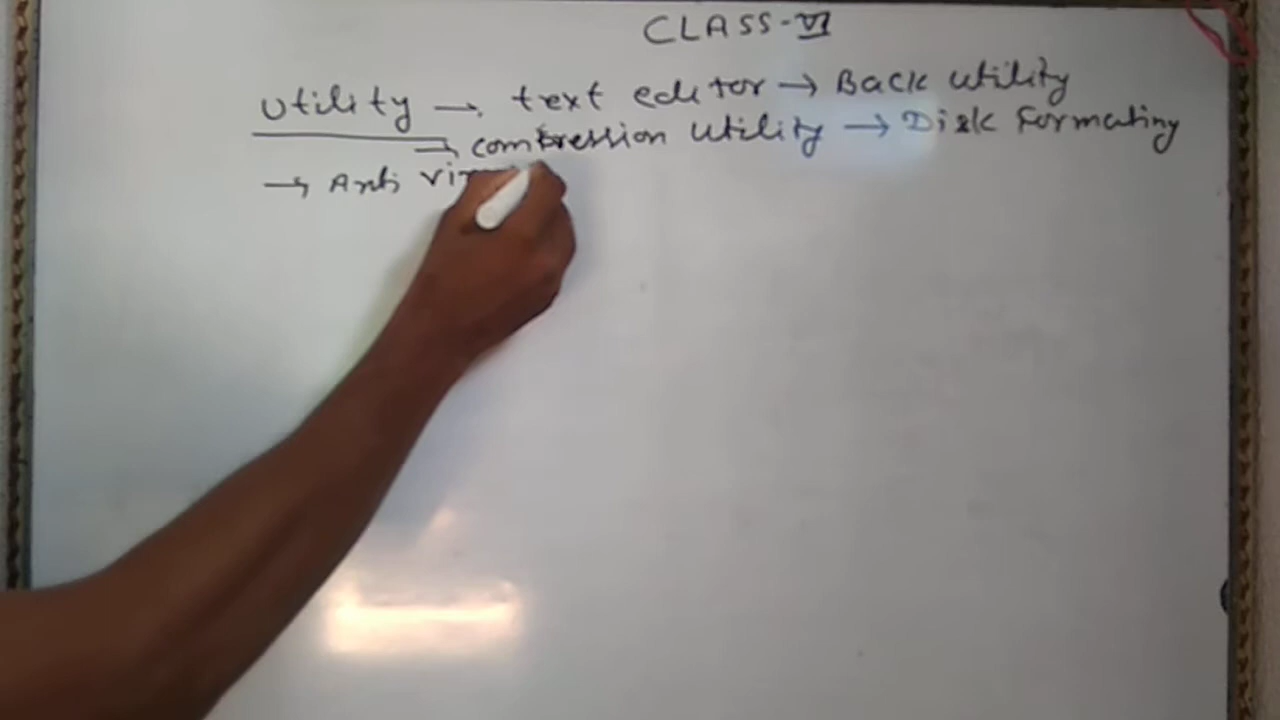 CLASS-VI
Utility → text editor → Back Utility
→ compression Utility → Disk Formating
→ Anti